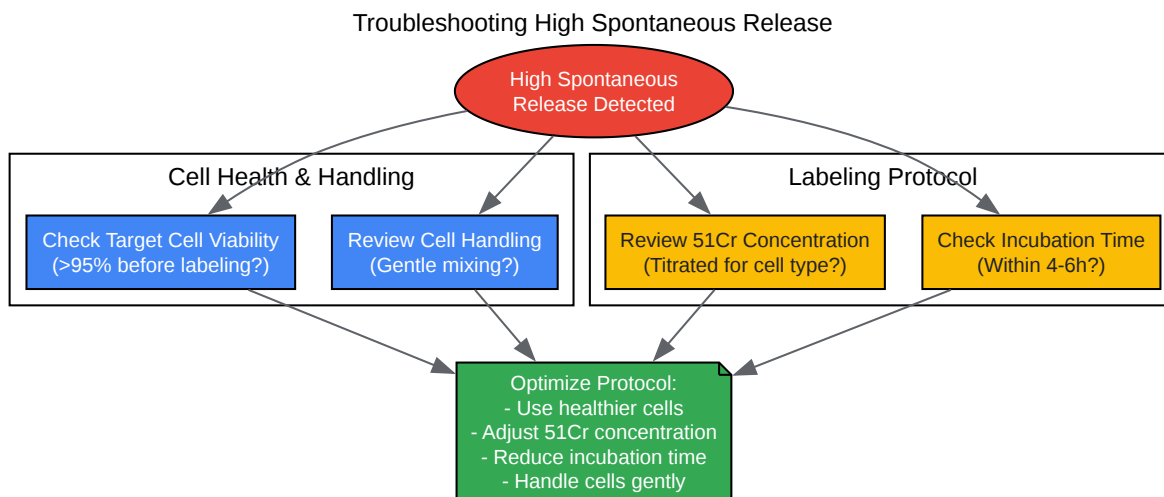 Troubleshooting High Spontaneous Release
High Spontaneous
Release Detected
Cell Health & Handling
Check Target Cell Viability
(>95% before labeling?)
Review Cell Handling
(Gentle mixing?)
Labeling Protocol
Review 51Cr Concentration
(Titrated for cell type?)
Check Incubation Time
(Within 4-6h?)
Optimize Protocol:
- Use healthier cells
- Adjust 51Cr concentration
- Reduce incubation time
- Handle cells gently